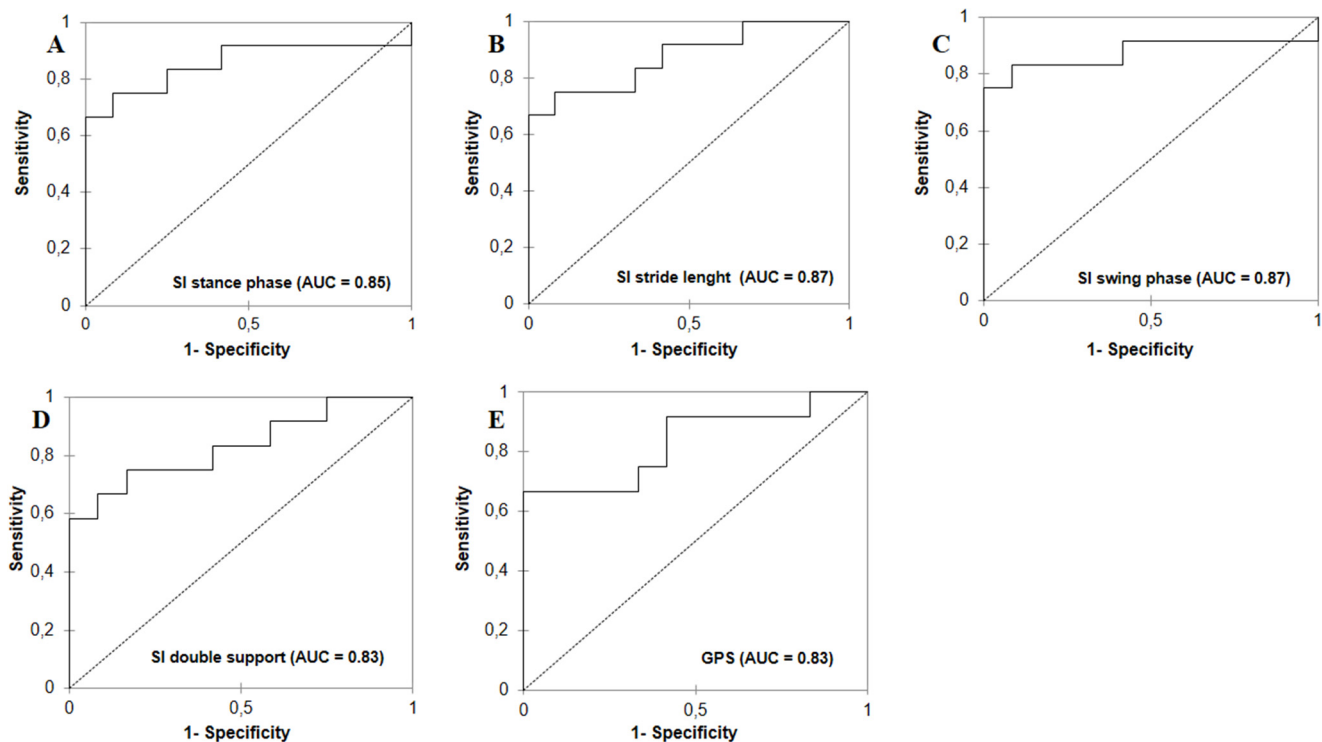 A
1
0,8
0,6
0,4
0,2
0
Sensitivity
SI stance phase (AUC = 0.85)
0
0,5
1
1- Specificity
B
1
0,8
0,6
0,4
0,2
0
Sensitivity
SI stride lenght (AUC = 0.87)
0
0,5
1
1- Specificity
C
1
0,8
0,6
0,4
0,2
0
Sensitivity
SI swing phase (AUC = 0.87)
0
0,5
1
1- Specificity
D
1
0,8
0,6
0,4
0,2
0
Sensitivity
SI double support (AUC = 0.83)
0
0,5
1
1- Specificity
E
1
0,8
0,6
0,4
0,2
0
Sensitivity
GPS (AUC = 0.83)
0
0,5
1
1- Specificity